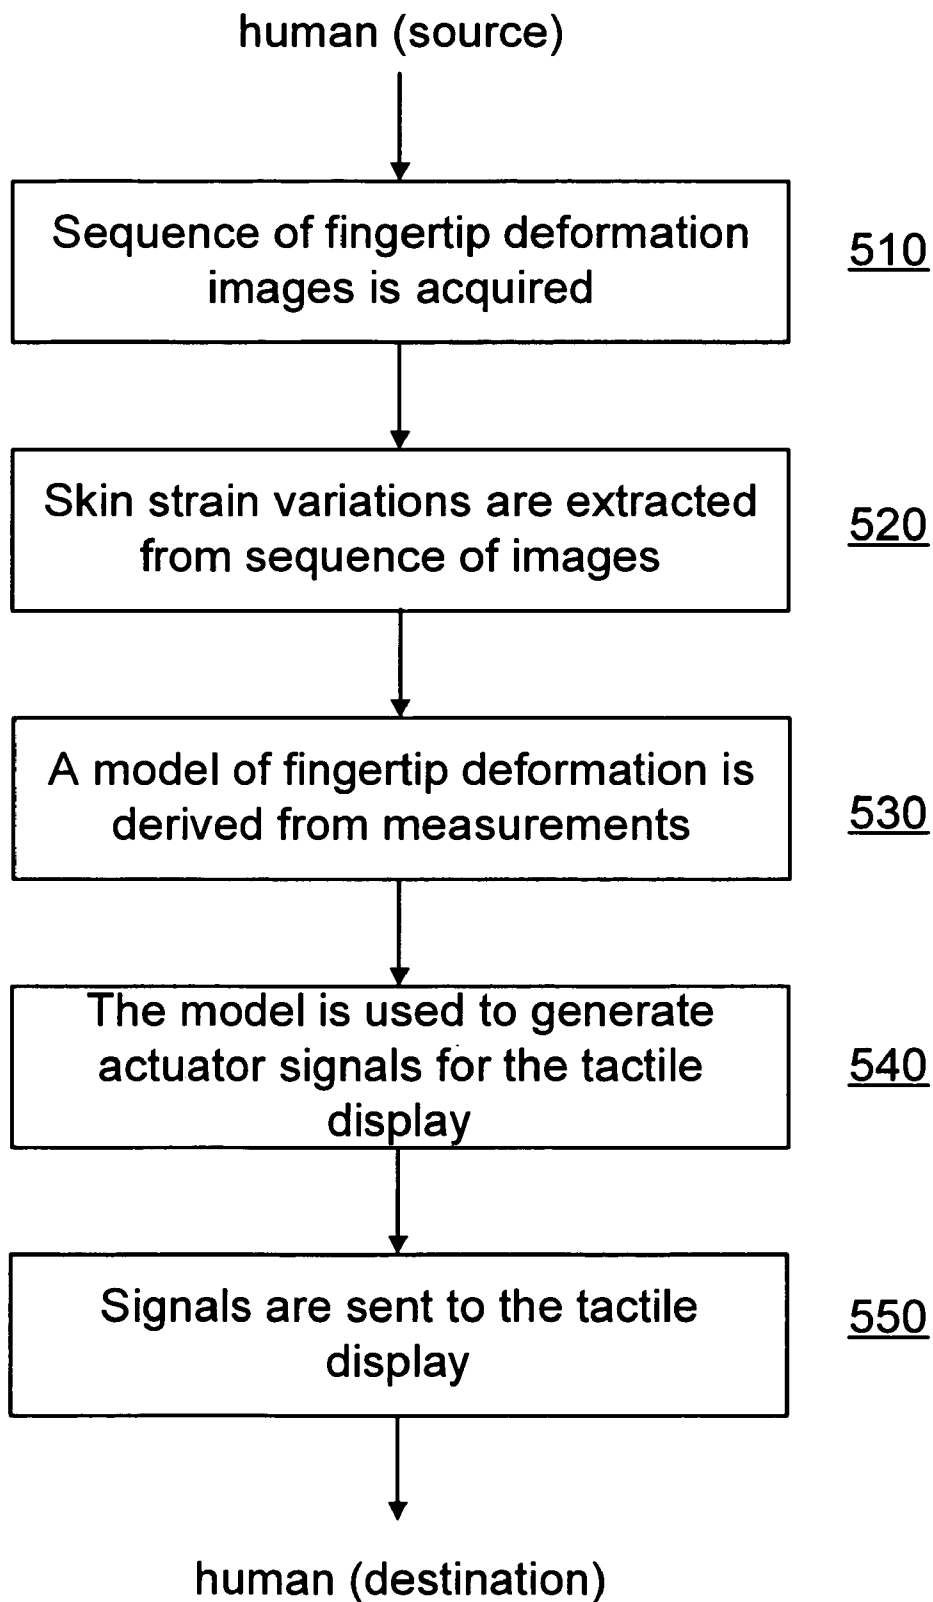 human (source)
Sequence of fingertip deformation
images is acquired
510
Skin strain variations are extracted
from sequence of images
520
A model of fingertip deformation is
derived from measurements
530
The model is used to generate
actuator signals for the tactile
display
540
Signals are sent to the tactile
display
550
human (destination)